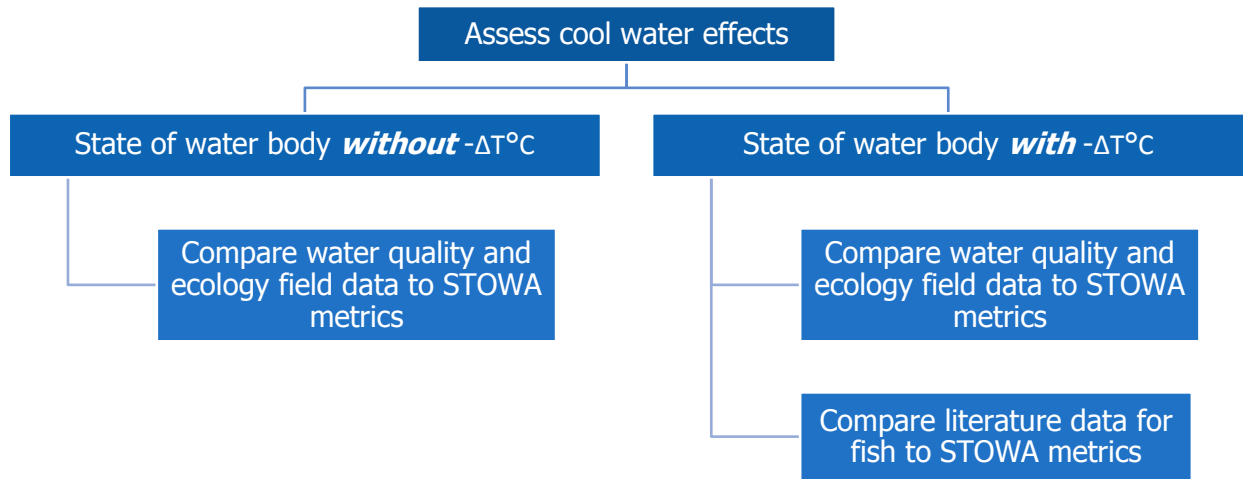 Assess cool water effects
State of water body without -ΔT°C
State of water body with -ΔT°C
Compare water quality and
ecology field data to STOWA
metrics
Compare water quality and
ecology field data to STOWA
metrics
Compare literature data for
fish to STOWA metrics